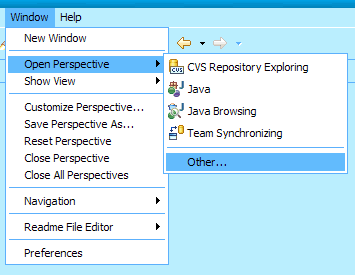 Window Help
New Window
Open Perspective
Show View
Customize Perspective...
Save Perspective As...
Reset Perspective
Close Perspective
Close All Perspectives
Navigation
Readme File Editor
Preferences
CVS CVS Repository Exploring
Java
Java Browsing
Team Synchronizing
Other...